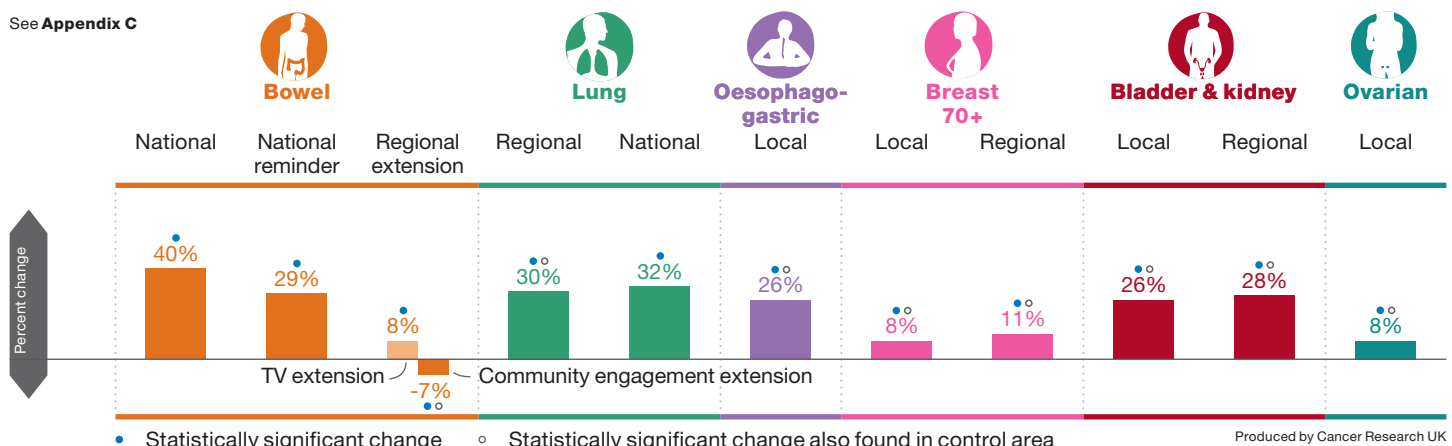 See Appendix C
Bowel
Lung
Oesophago-
gastric
Breast
70+
Bladder & kidney
Ovarian
National
National
reminder
Regional
extension
Regional
National
Local
Local
Regional
Local
Regional
Local
Percent change
40%
29%
8%
-7%
30%
32%
26%
8%
11%
26%
28%
8%
TV extension
Community engagement extension
Statistically significant change
Statistically significant change also found in control area
Produced by Cancer Research UK